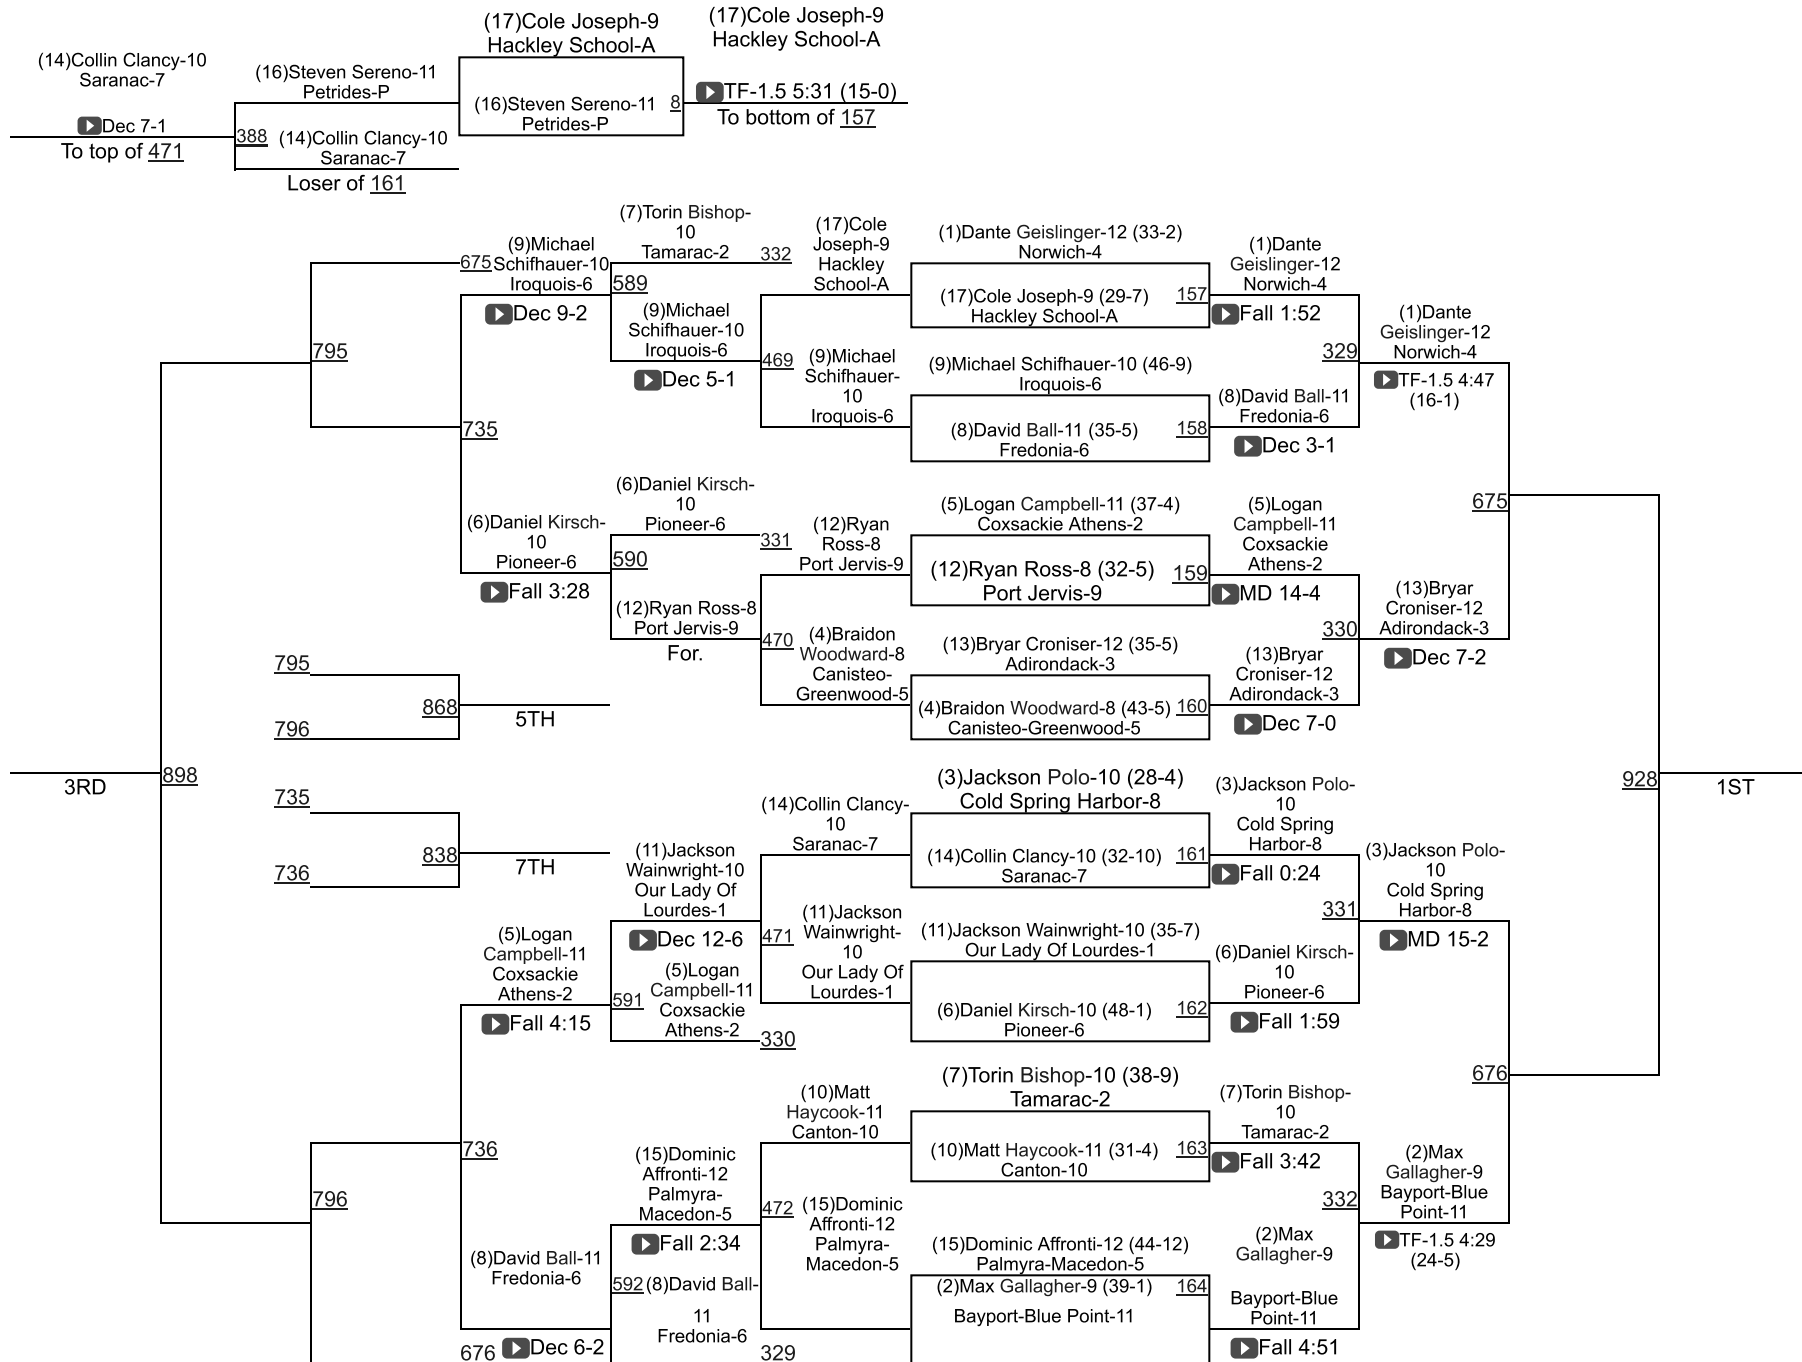 (17)Cole Joseph-9
Hackley School-A
(17)Cole Joseph-9
Hackley School-A
(14)Collin Clancy-10
Saranac-7
(16)Steven Sereno-11
Petrides-P
(16)Steven Sereno-11 8
Petrides-P
TF-1.5 5:31 (15-0)
To bottom of 157
Dec 7-1
To top of 471
388 (14)Collin Clancy-10
Saranac-7
Loser of 161
(7)Torin Bishop-
10
Tamarac-2 332
(17)Cole
Joseph-9
Hackley
School-A
(1)Dante Geislinger-12 (33-2)
Norwich-4
(1)Dante
Geislinger-12
Norwich-4
675 (9)Michael
Schifhauer-10
Iroquois-6
589
Dec 9-2
(9)Michael
Schifhauer-10
Iroquois-6
Dec 5-1
(17)Cole Joseph-9 (29-7) 157
Hackley School-A
Fall 1:52
(1)Dante
Geislinger-12
Norwich-4
795
469 (9)Michael
Schifhauer-
10
Iroquois-6
(9)Michael Schifhauer-10 (46-9)
Iroquois-6
329
TF-1.5 4:47
(16-1)
(8)David Ball-11
Fredonia-6
735
(8)David Ball-11 (35-5) 158
Fredonia-6
Dec 3-1
(6)Daniel Kirsch-
10
Pioneer-6
331
(6)Daniel Kirsch-
10
Pioneer-6
590
Fall 3:28
(12)Ryan
Ross-8
Port Jervis-9
(5)Logan Campbell-11 (37-4)
Coxsackie Athens-2
(5)Logan
Campbell-11
Coxsackie
Athens-2
675
(12)Ryan Ross-8 (32-5) 159
Port Jervis-9
MD 14-4
(12)Ryan Ross-8
Port Jervis-9
For.
470 (4)Braidon
Woodward-8
Canisteo-
Greenwood-5
(13)Bryar Croniser-12 (35-5)
Adirondack-3
330
(13)Bryar
Croniser-12
Adirondack-3
Dec 7-2
(13)Bryar
Croniser-12
Adirondack-3
795
868
5TH
796
(4)Braidon Woodward-8 (43-5) 160
Canisteo-Greenwood-5
Dec 7-0
3RD
898
735
838
7TH
736
928
1ST
(14)Collin Clancy-
10
Saranac-7
(3)Jackson Polo-10 (28-4)
Cold Spring Harbor-8
(3)Jackson Polo-
10
Cold Spring
Harbor-8
(11)Jackson
Wainwright-10
Our Lady Of
Lourdes-1
(14)Collin Clancy-10 (32-10) 161
Saranac-7
Fall 0:24
(3)Jackson Polo-
10
Cold Spring
Harbor-8
Dec 12-6
471
(11)Jackson
Wainwright-
10
Our Lady Of
Lourdes-1
(11)Jackson Wainwright-10 (35-7)
Our Lady Of Lourdes-1
331
MD 15-2
(5)Logan
Campbell-11
Coxsackie
Athens-2
591
Fall 4:15
(5)Logan
Campbell-11
Coxsackie
Athens-2
330
(6)Daniel Kirsch-
10
Pioneer-6
(6)Daniel Kirsch-10 (48-1) 162
Pioneer-6
Fall 1:59
(7)Torin Bishop-10 (38-9)
Tamarac-2
676
(10)Matt
Haycook-11
Canton-10
(7)Torin Bishop-
10
Tamarac-2
736
(15)Dominic
Affronti-12
Palmyra-
Macedon-5
(10)Matt Haycook-11 (31-4) 163
Canton-10
Fall 3:42
(2)Max
Gallagher-9
Bayport-Blue
Point-11
796
472 (15)Dominic
Affronti-12
Palmyra-
Macedon-5
332
Fall 2:34
(15)Dominic Affronti-12 (44-12)
Palmyra-Macedon-5
(2)Max
Gallagher-9
TF-1.5 4:29
(24-5)
(8)David Ball-11
Fredonia-6
592 (8)David Ball-
11
Fredonia-6
(2)Max Gallagher-9 (39-1) 164
Bayport-Blue Point-11
Bayport-Blue
Point-11
676 Dec 6-2
329
Fall 4:51